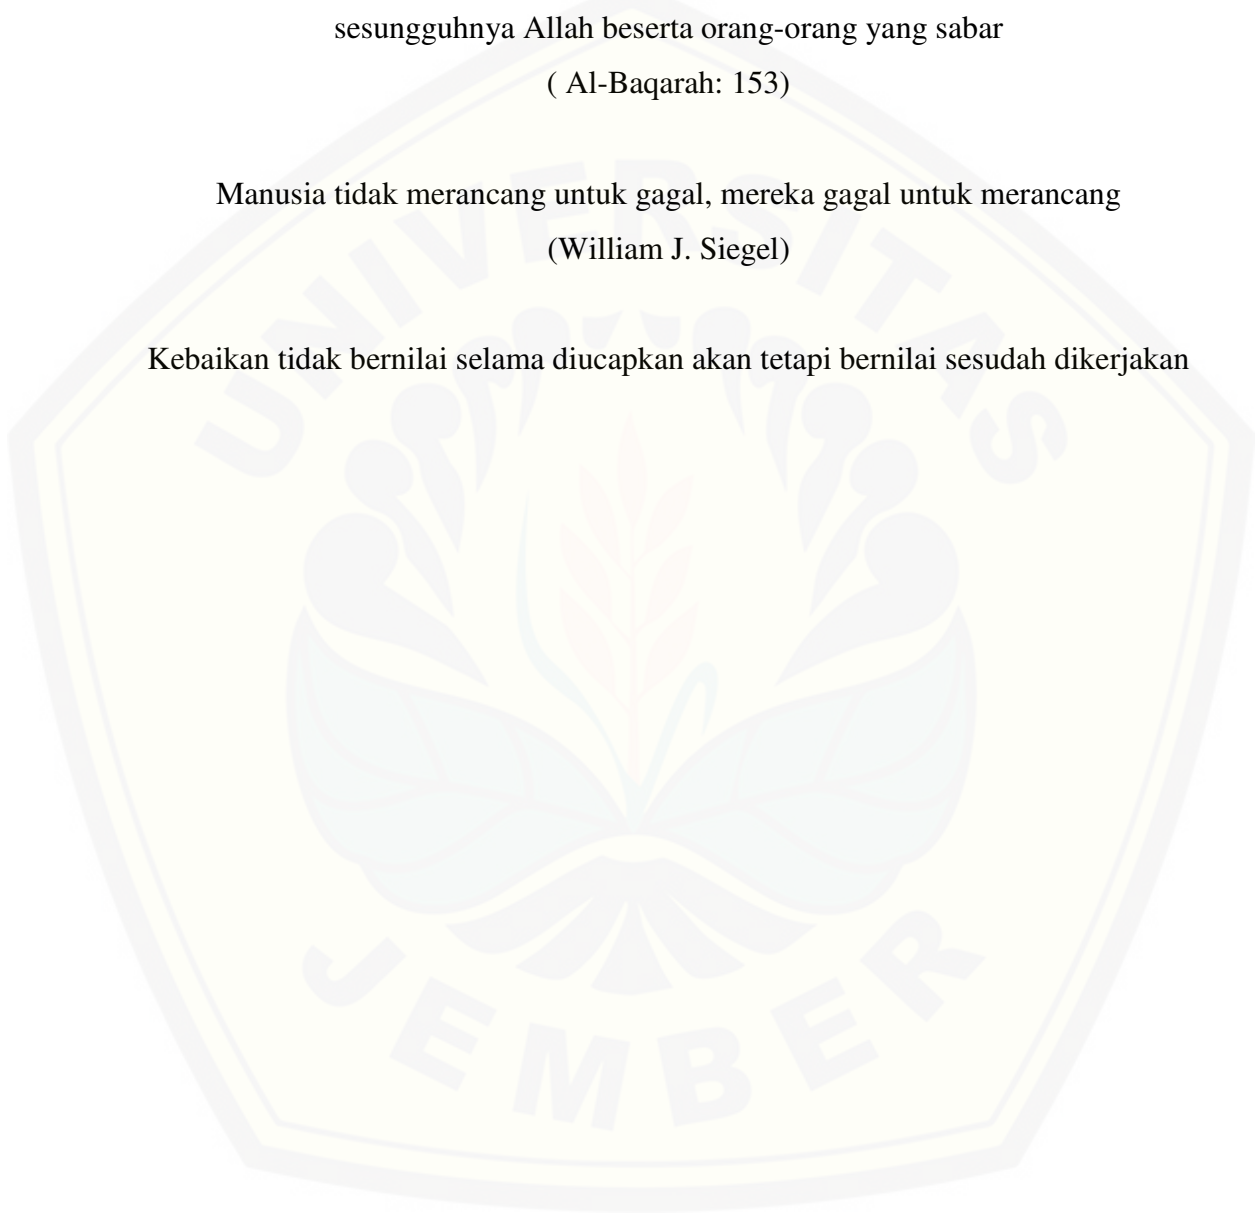 sesungguhnya Allah beserta orang-orang yang sabar
( Al-Baqarah: 153)
Manusia tidak merancang untuk gagal, mereka gagal untuk merancang
(William J. Siegel)
Kebaikan tidak bernilai selama diucapkan akan tetapi bernilai sesudah dikerjakan
UNIVERSITAS
JEMBER